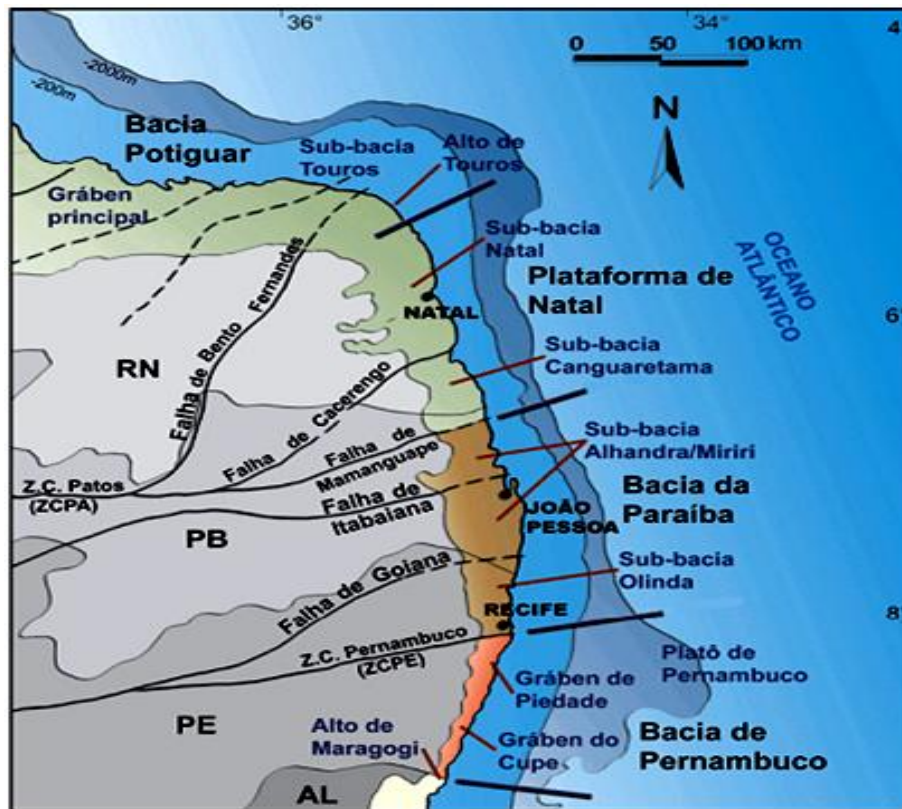 36°
34°
4
0 50 100 km
-2000m
-200m
N
Bacia
Potiguar
Sub-bacia
Touros
Alto de
Touros
Gráben
principal
Sub-bacia
Natal
OCEANO
ATLÂNTICO
Falha de Bento Fernandes
NATAL
Plataforma de
Natal
6°
RN
Sub-bacia
Canguaretama
Falha de Cacerengo
Falha de
Mamanguape
Sub-bacia
Alhandra/Miriri
Z.C. Patos
(ZCPA)
Falha de
Itabaiana
JOÃO
PESSOA
Bacia da
Paraíba
PB
Sub-bacia
Olinda
Falha de Goiana
RECIFE
8°
Z.C. Pernambuco
(ZCPE)
Platô de
Pernambuco
Gráben de
Piedade
PE
Alto de
Maragogi
Gráben do
Cupe
Bacia de
Pernambuco
AL